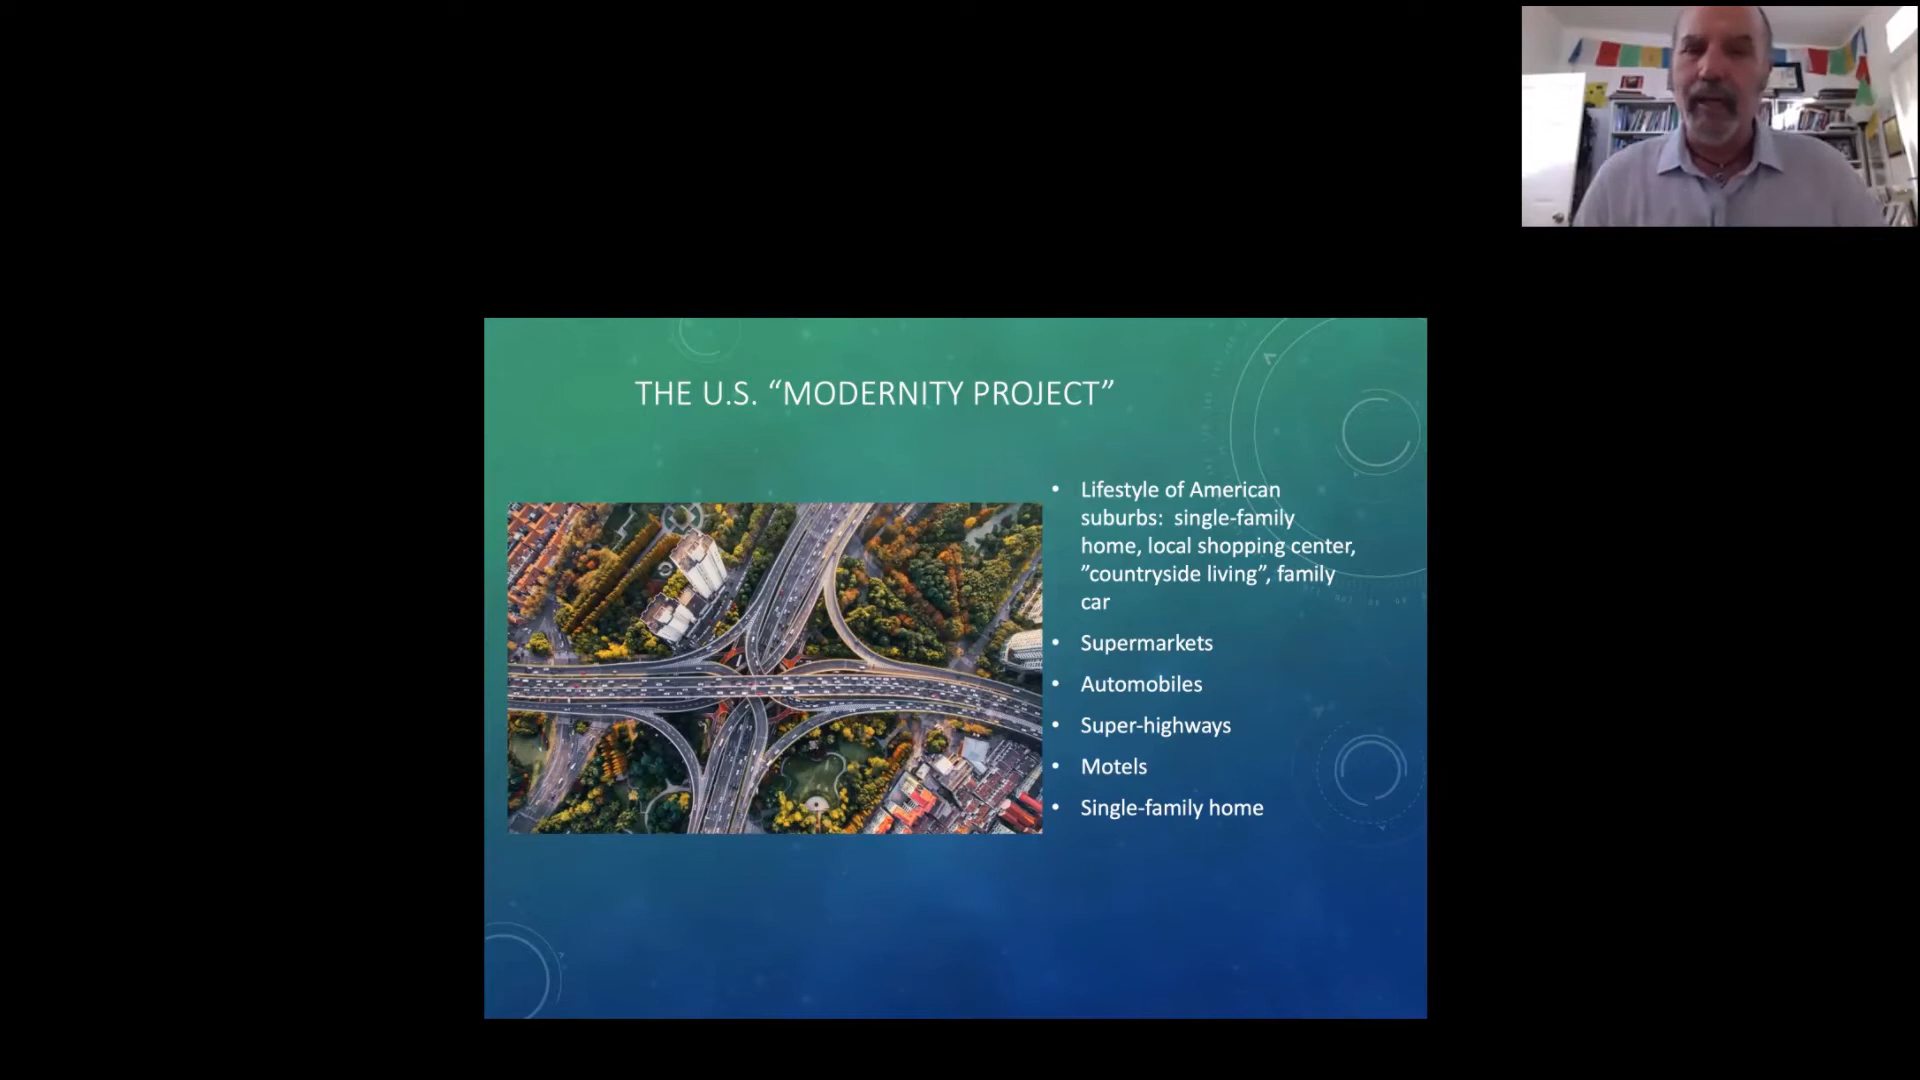 THE U.S. “MODERNITY PROJECT”
• Lifestyle of American
suburbs:  single-family
home, local shopping center,
”countryside living”, family
car
• Supermarkets
• Automobiles
• Super-highways
• Motels
• Single-family home